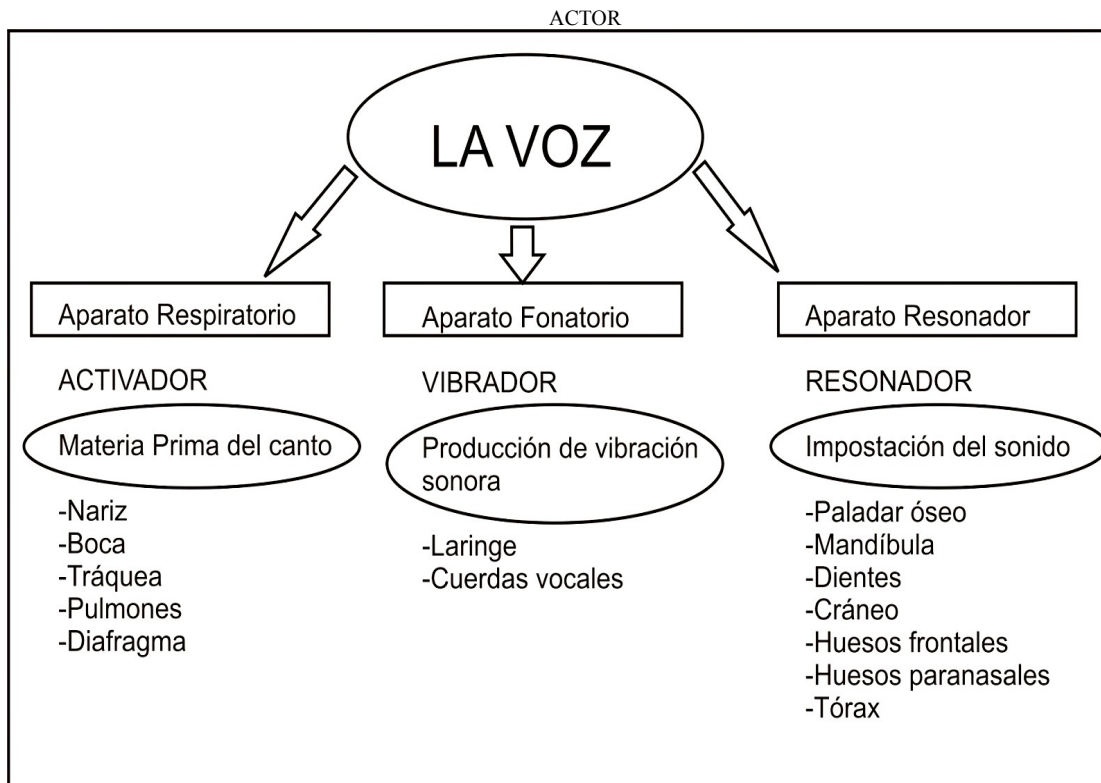 ACTOR
LA VOZ
Aparato Respiratorio
ACTIVADOR
Materia Prima del canto
-Nariz
-Boca
-Tráquea
-Pulmones
-Diafragma
Aparato Fonatorio
VIBRADOR
Producción de vibración
sonora
-Laringe
-Cuerdas vocales
Aparato Resonador
RESONADOR
Impostación del sonido
-Paladar óseo
-Mandíbula
-Dientes
-Cráneo
-Huesos frontales
-Huesos paranasales
-Tórax